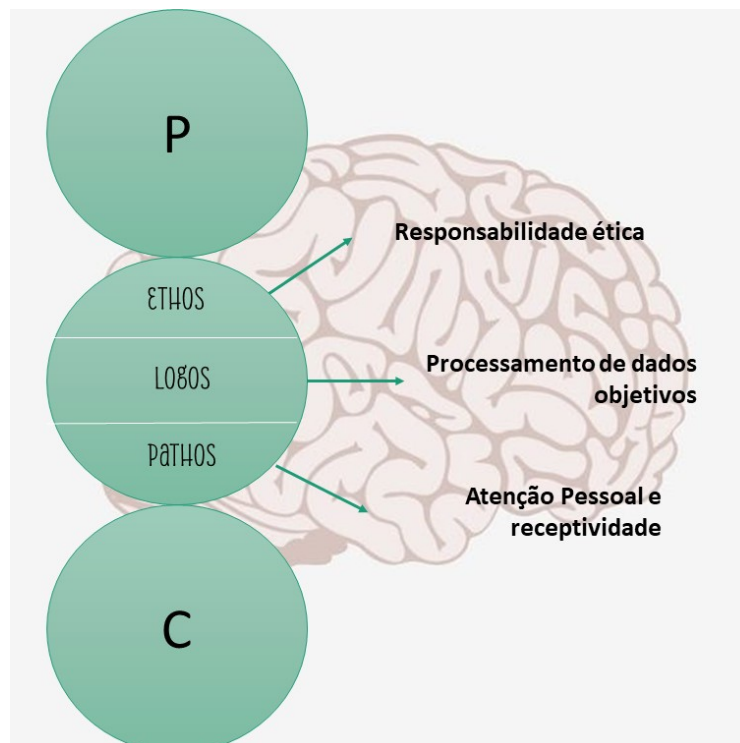 P
Responsabilidade ética
ETHOS
LOGOS
Processamento de dados
objetivos
PATHOS
Atenção Pessoal e
receptividade
C